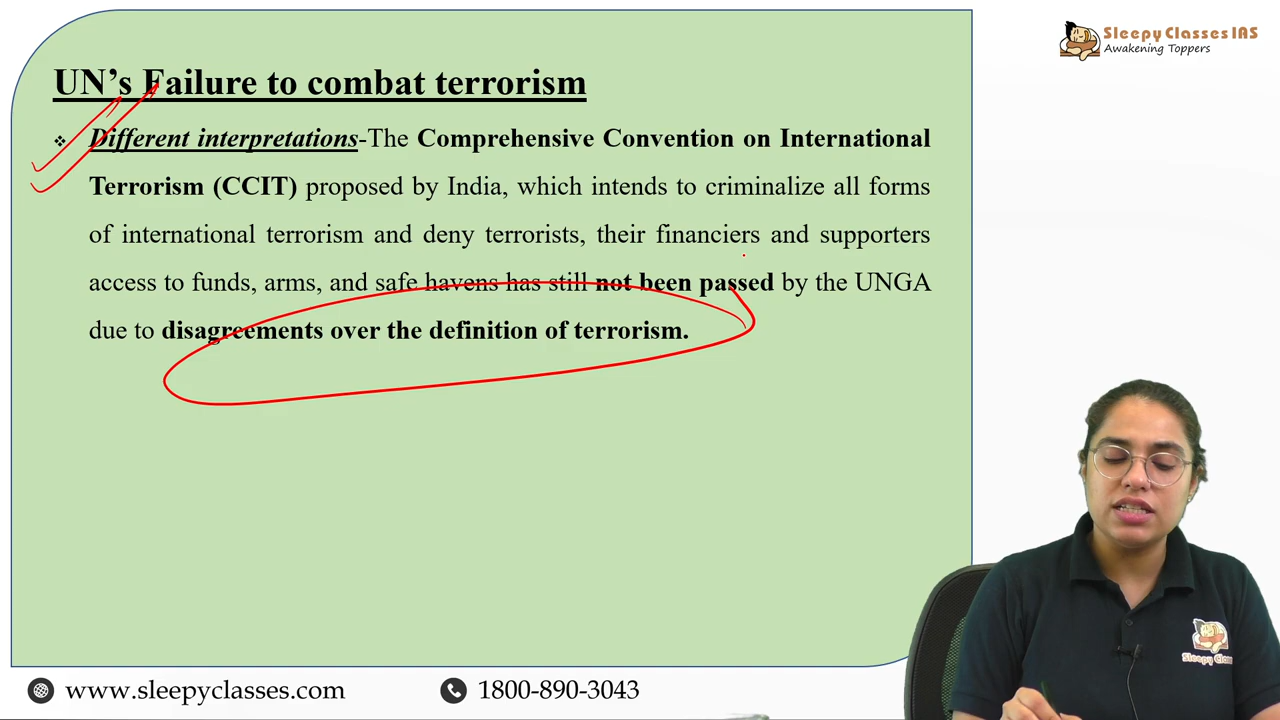 Sleepy Classes IAS
Awakening Toppers
UN's Failure to combat terrorism
❖ Different interpretations-The Comprehensive Convention on International
Terrorism (CCIT) proposed by India, which intends to criminalize all forms
of international terrorism and deny terrorists, their financiers and supporters
access to funds, arms, and safe havens has still not been passed by the UNGA
due to disagreements over the definition of terrorism.
Sleepy Class
www.sleepyclasses.com
1800-890-3043